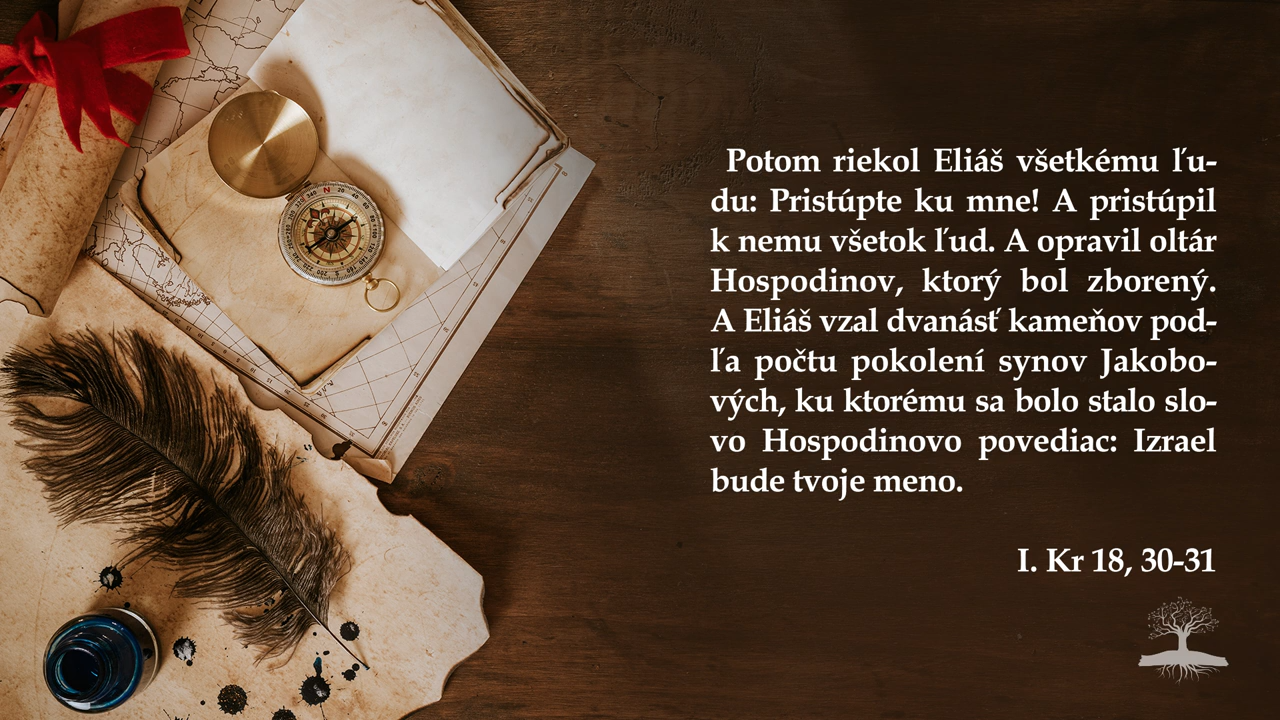 Potom riekol Eliáš všetkému ľu-
du: Pristúpte ku mne! A pristúpil
k nemu všetok ľud. A opravil oltár
Hospodinov, ktorý bol zborený.
A Eliáš vzal dvanásť kameňov pod-
ľa počtu pokolení synov Jakobo-
vých, ku ktorému sa bolo stalo slo-
vo Hospodinovo povediac: Izrael
bude tvoje meno.
I. Kr 18, 30-31